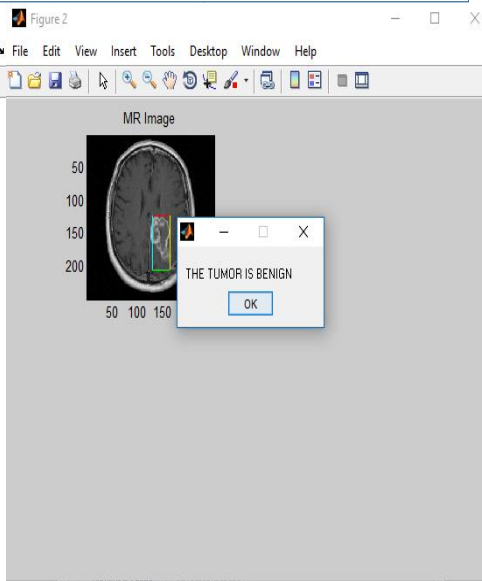 Figure 2
File Edit View Insert Tools Desktop Window Help
MR Image
50
100
150
200
50 100 150
THE TUMOR IS BENIGN
OK